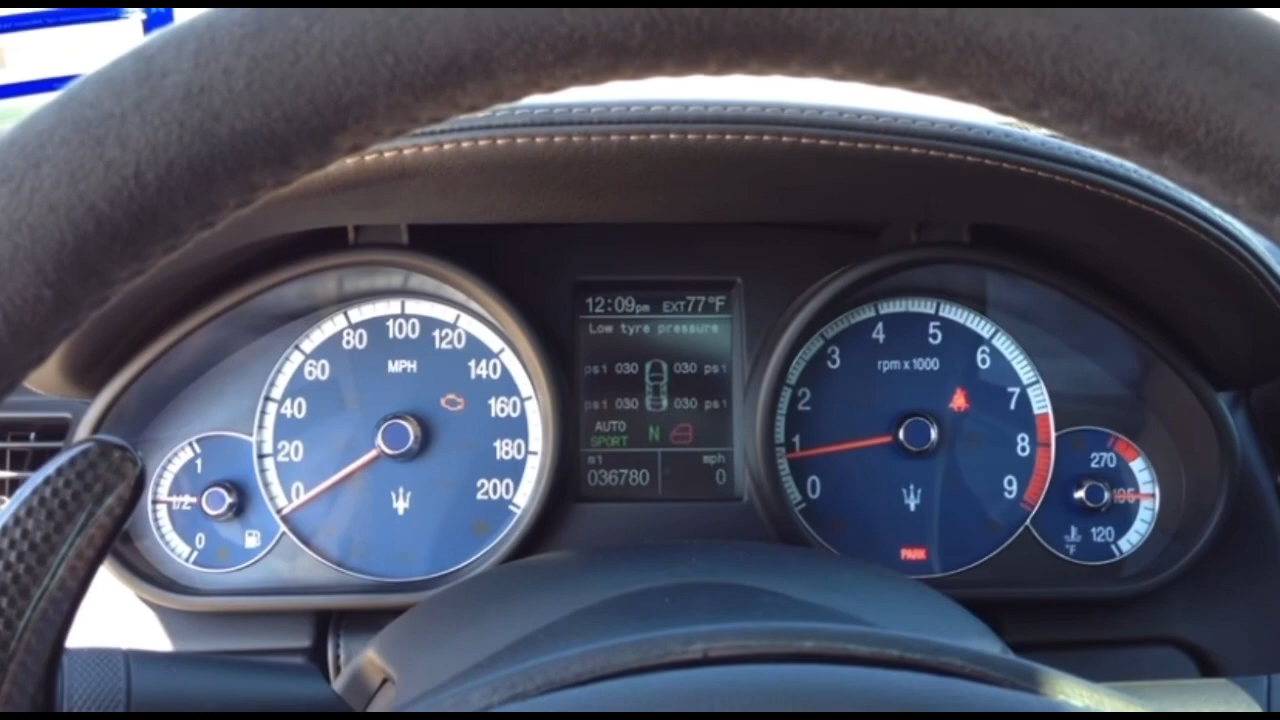 12:09pm EXT77°F
Low tyre pressure
psi 030 030 psi
psi 030 030 psi
AUTO
SPORT N
mi mph
036780 0
0
20
40
60
80
100
120
140
160
180
200
MPH
1
1/2
0
0
1
2
3
4
5
6
7
8
9
rpm x 1000
PARK
270
195
120
°F